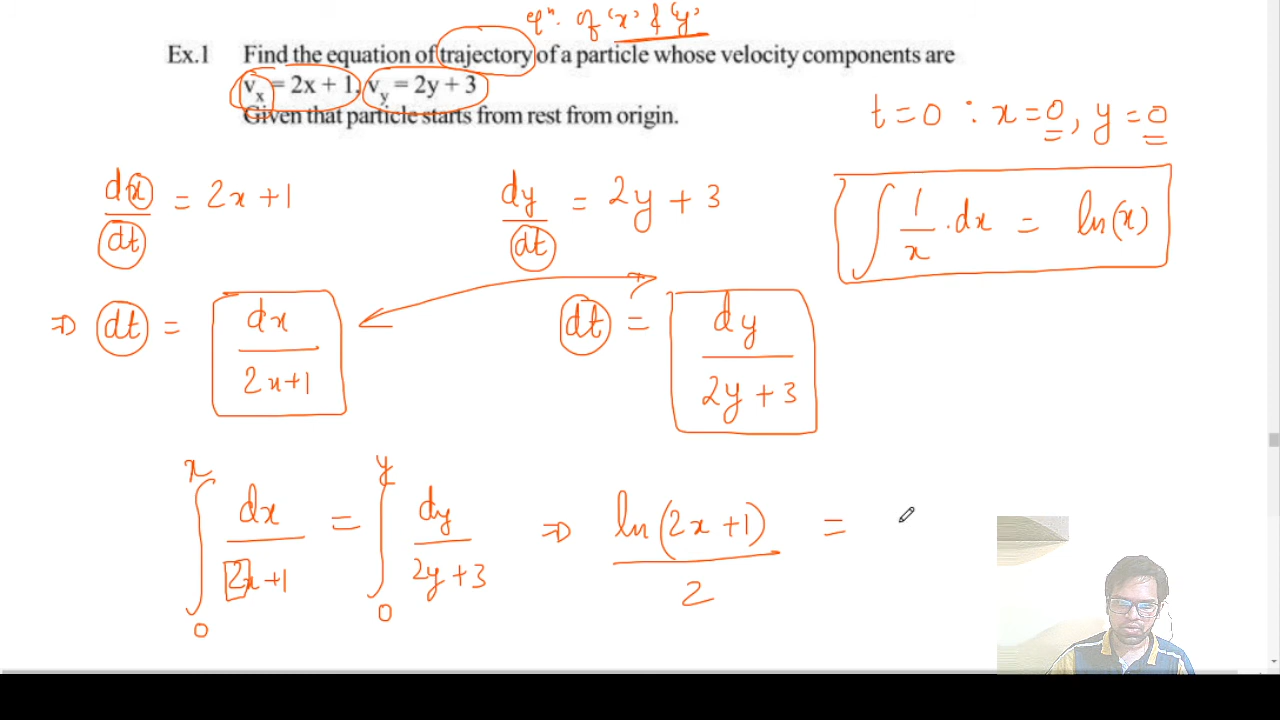 eqⁿ. of 'x' & 'y'
Ex.1 Find the equation of trajectory of a particle whose velocity components are
vₓ = 2x + 1, v_y = 2y + 3
Given that particle starts from rest from origin.
t = 0 : x = 0, y = 0
dx/dt = 2x+1
dy/dt = 2y + 3
∫ 1/x . dx = ln(x)
⇒ dt = dx/(2x+1)
dt = dy/(2y + 3)
∫₀ˣ dx/(2x+1) = ∫₀ʸ dy/(2y+3) ⇒ ln(2x+1)/2 =